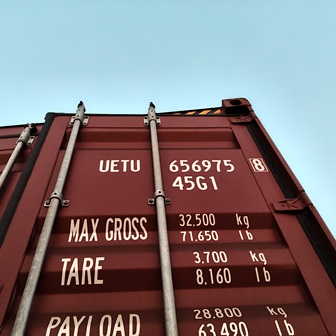 UETU 656975 8
45G1
MAX GROSS 32.500 kg
71.650 lb
TARE 3.700 kg
8.160 lb
PAYLOAD 28.800 kg
63.490 lb